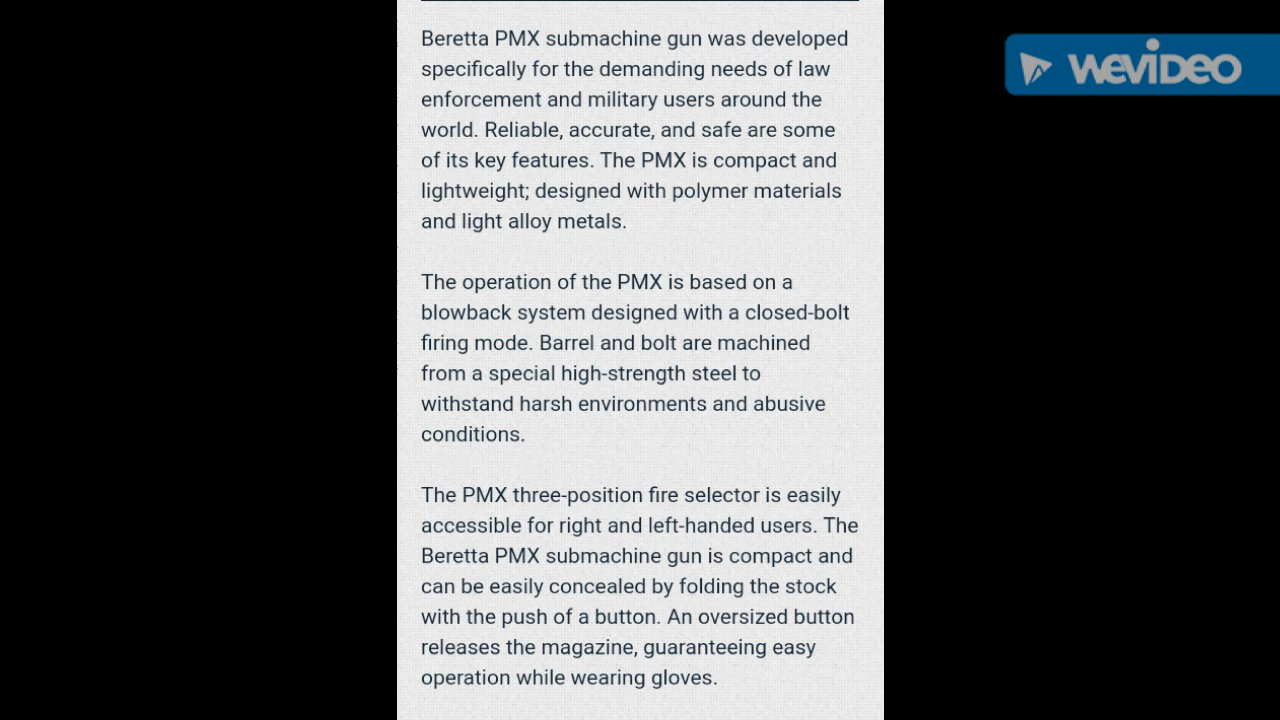 Beretta PMX submachine gun was developed
specifically for the demanding needs of law
enforcement and military users around the
world. Reliable, accurate, and safe are some
of its key features. The PMX is compact and
lightweight; designed with polymer materials
and light alloy metals.
The operation of the PMX is based on a
blowback system designed with a closed-bolt
firing mode. Barrel and bolt are machined
from a special high-strength steel to
withstand harsh environments and abusive
conditions.
The PMX three-position fire selector is easily
accessible for right and left-handed users. The
Beretta PMX submachine gun is compact and
can be easily concealed by folding the stock
with the push of a button. An oversized button
releases the magazine, guaranteeing easy
operation while wearing gloves.
WEVIDEO